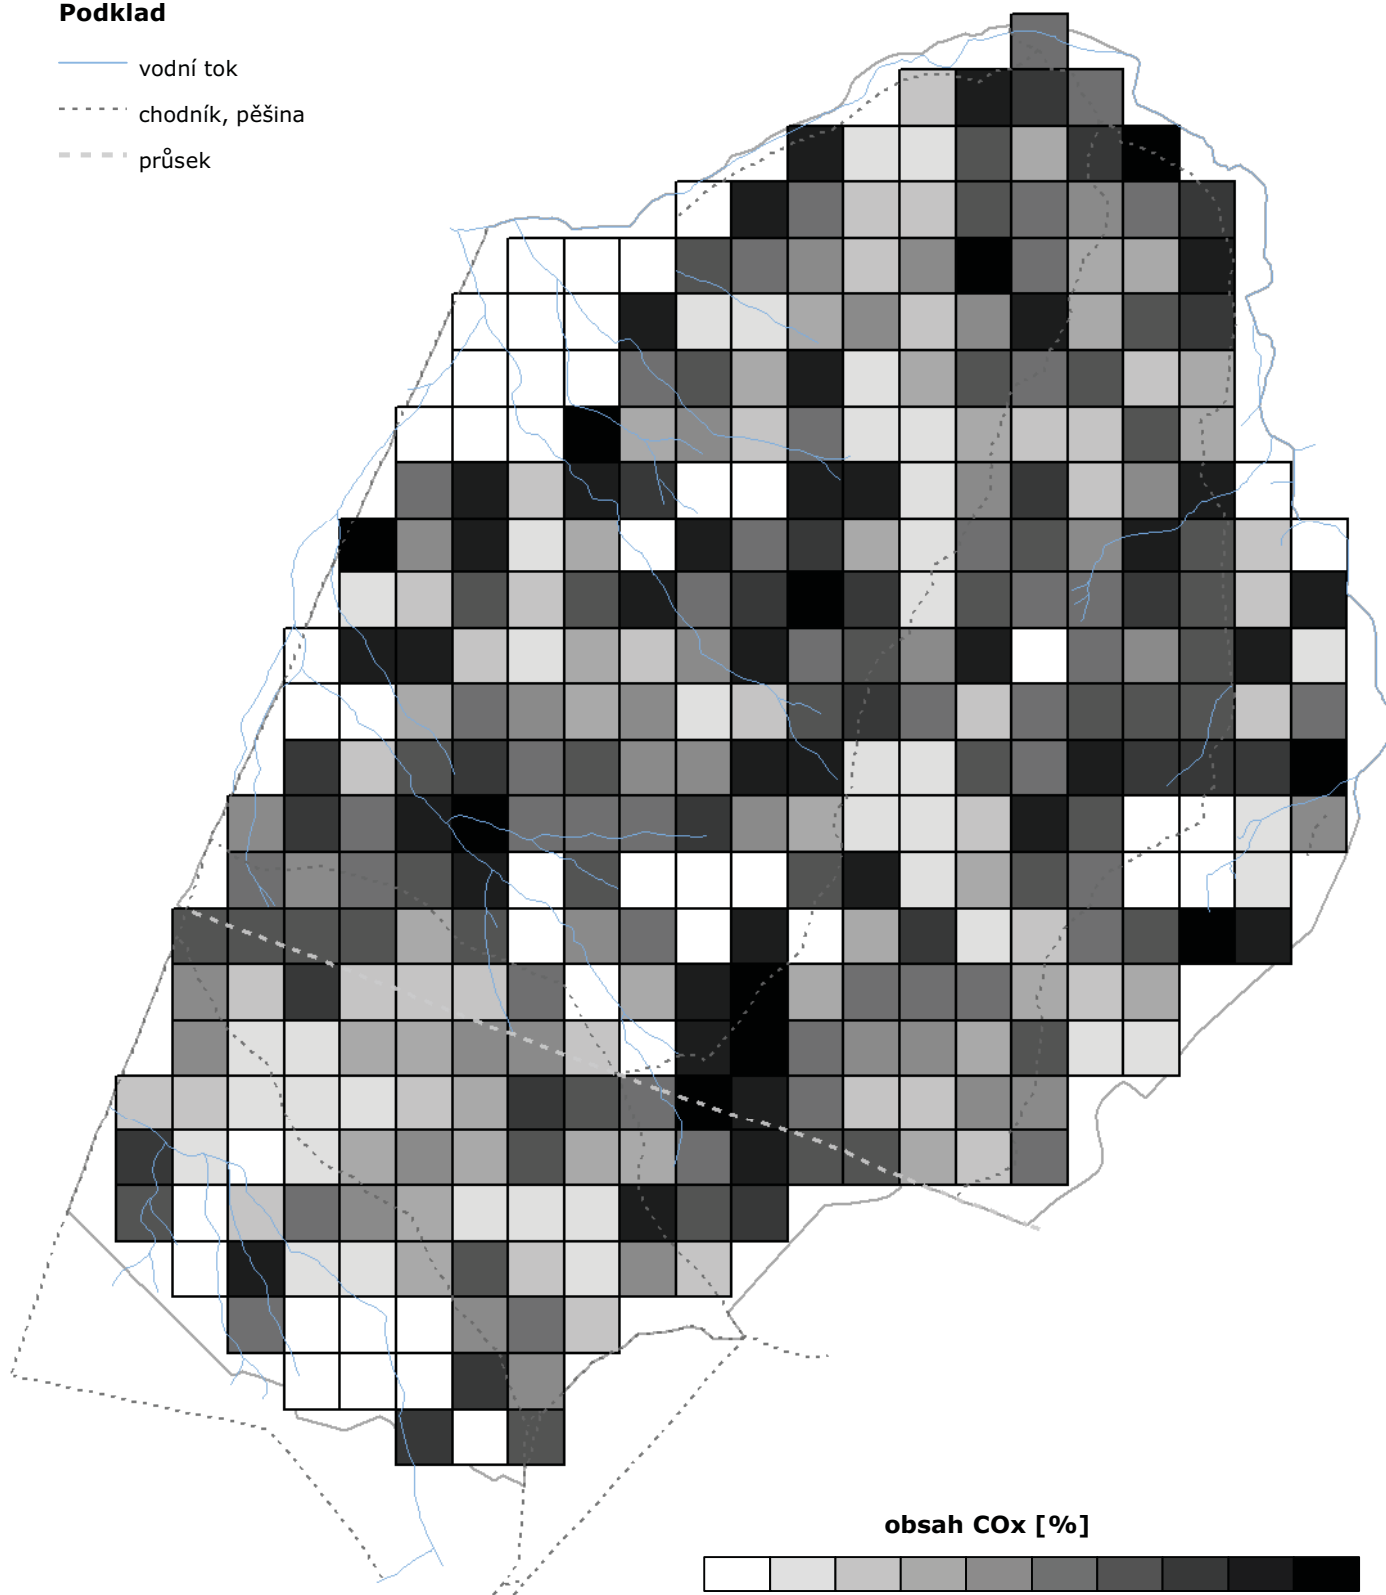 Podklad
vodní tok
chodník, pěšina
průsek
obsah COx [%]